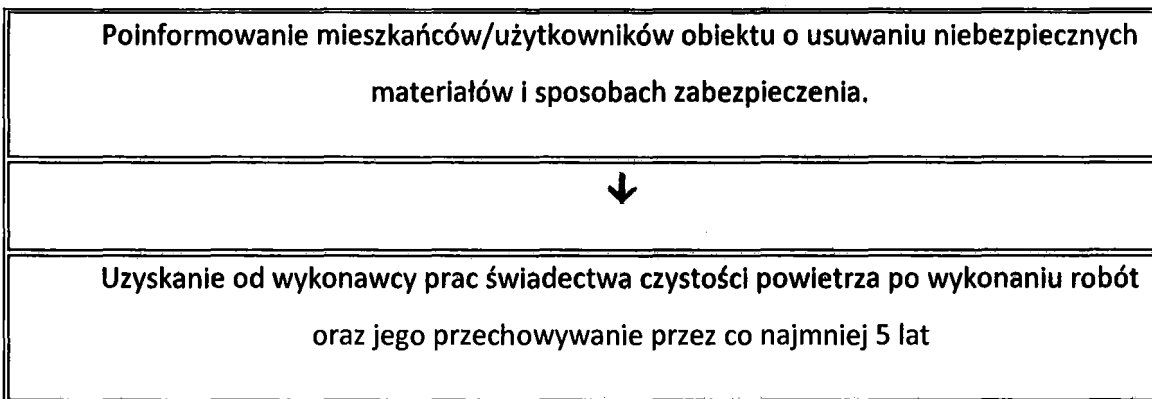 Poinformowanie mieszkańców/użytkowników obiektu o usuwaniu niebezpiecznych
materiałów i sposobach zabezpieczenia.
↓
Uzyskanie od wykonawcy prac świadectwa czystości powietrza po wykonaniu robót
oraz jego przechowywanie przez co najmniej 5 lat